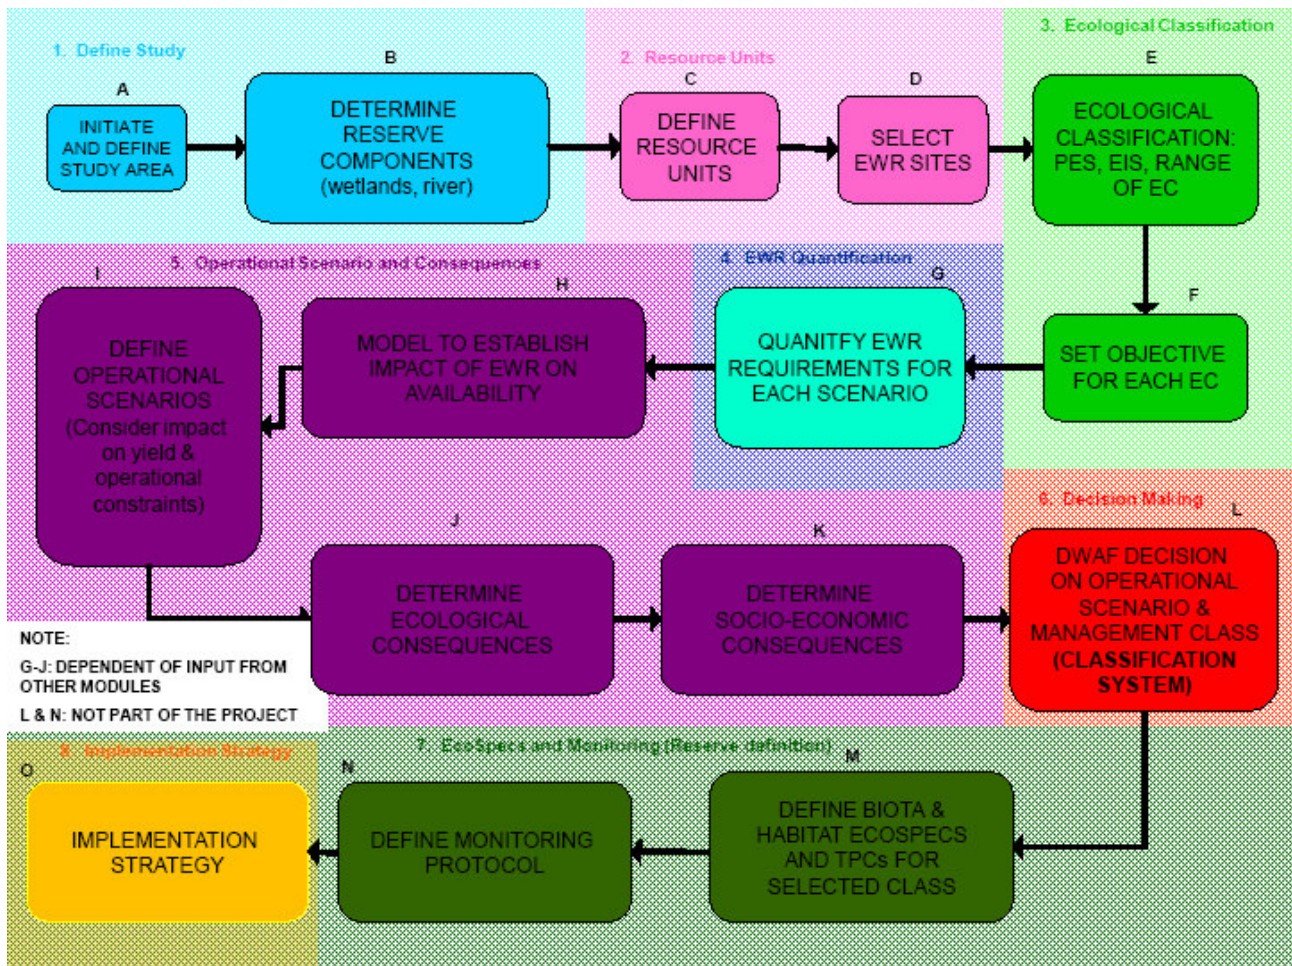 1. Define Study
A
INITIATE
AND DEFINE
STUDY AREA
B
DETERMINE
RESERVE
COMPONENTS
(wetlands, river)
2. Resource Units
C
DEFINE
RESOURCE
UNITS
D
SELECT
EWR SITES
3. Ecological Classification
E
ECOLOGICAL
CLASSIFICATION:
PES, EIS, RANGE
OF EC
F
SET OBJECTIVE
FOR EACH EC
4. EWR Quantification
G
QUANITFY EWR
REQUIREMENTS FOR
EACH SCENARIO
5. Operational Scenario and Consequences
H
MODEL TO ESTABLISH
IMPACT OF EWR ON
AVAILABILITY
I
DEFINE
OPERATIONAL
SCENARIOS
(Consider impact
on yield &
operational
constraints)
J
DETERMINE
ECOLOGICAL
CONSEQUENCES
K
DETERMINE
SOCIO-ECONOMIC
CONSEQUENCES
6. Decision Making
L
DWAF DECISION
ON OPERATIONAL
SCENARIO &
MANAGEMENT CLASS
(CLASSIFICATION
SYSTEM)
NOTE:
G-J: DEPENDENT OF INPUT FROM
OTHER MODULES
L & N: NOT PART OF THE PROJECT
7. EcoSpecs and Monitoring (Reserve definition)
M
DEFINE BIOTA &
HABITAT ECOSPECS
AND TPCs FOR
SELECTED CLASS
N
DEFINE MONITORING
PROTOCOL
8. Implementation Strategy
O
IMPLEMENTATION
STRATEGY